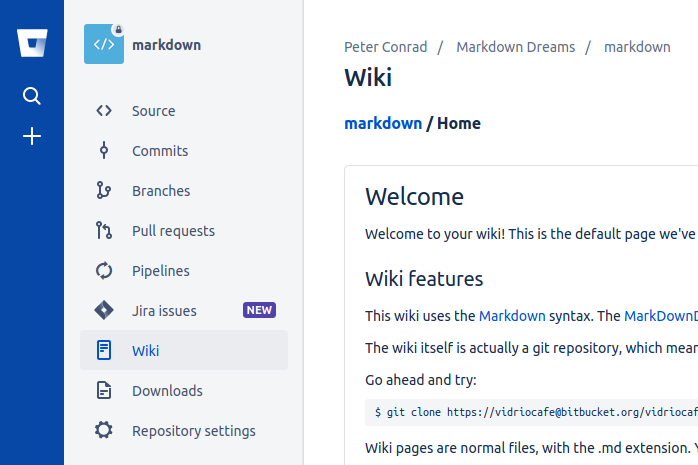 markdown
Source
Commits
Branches
Pull requests
Pipelines
Jira issues NEW
Wiki
Downloads
Repository settings
Peter Conrad / Markdown Dreams / markdown
Wiki
markdown / Home
Welcome
Welcome to your wiki! This is the default page we've
Wiki features
This wiki uses the Markdown syntax. The MarkDownD
The wiki itself is actually a git repository, which mean
Go ahead and try:
$ git clone https://vidriocafe@bitbucket.org/vidriocaf
Wiki pages are normal files, with the .md extension.